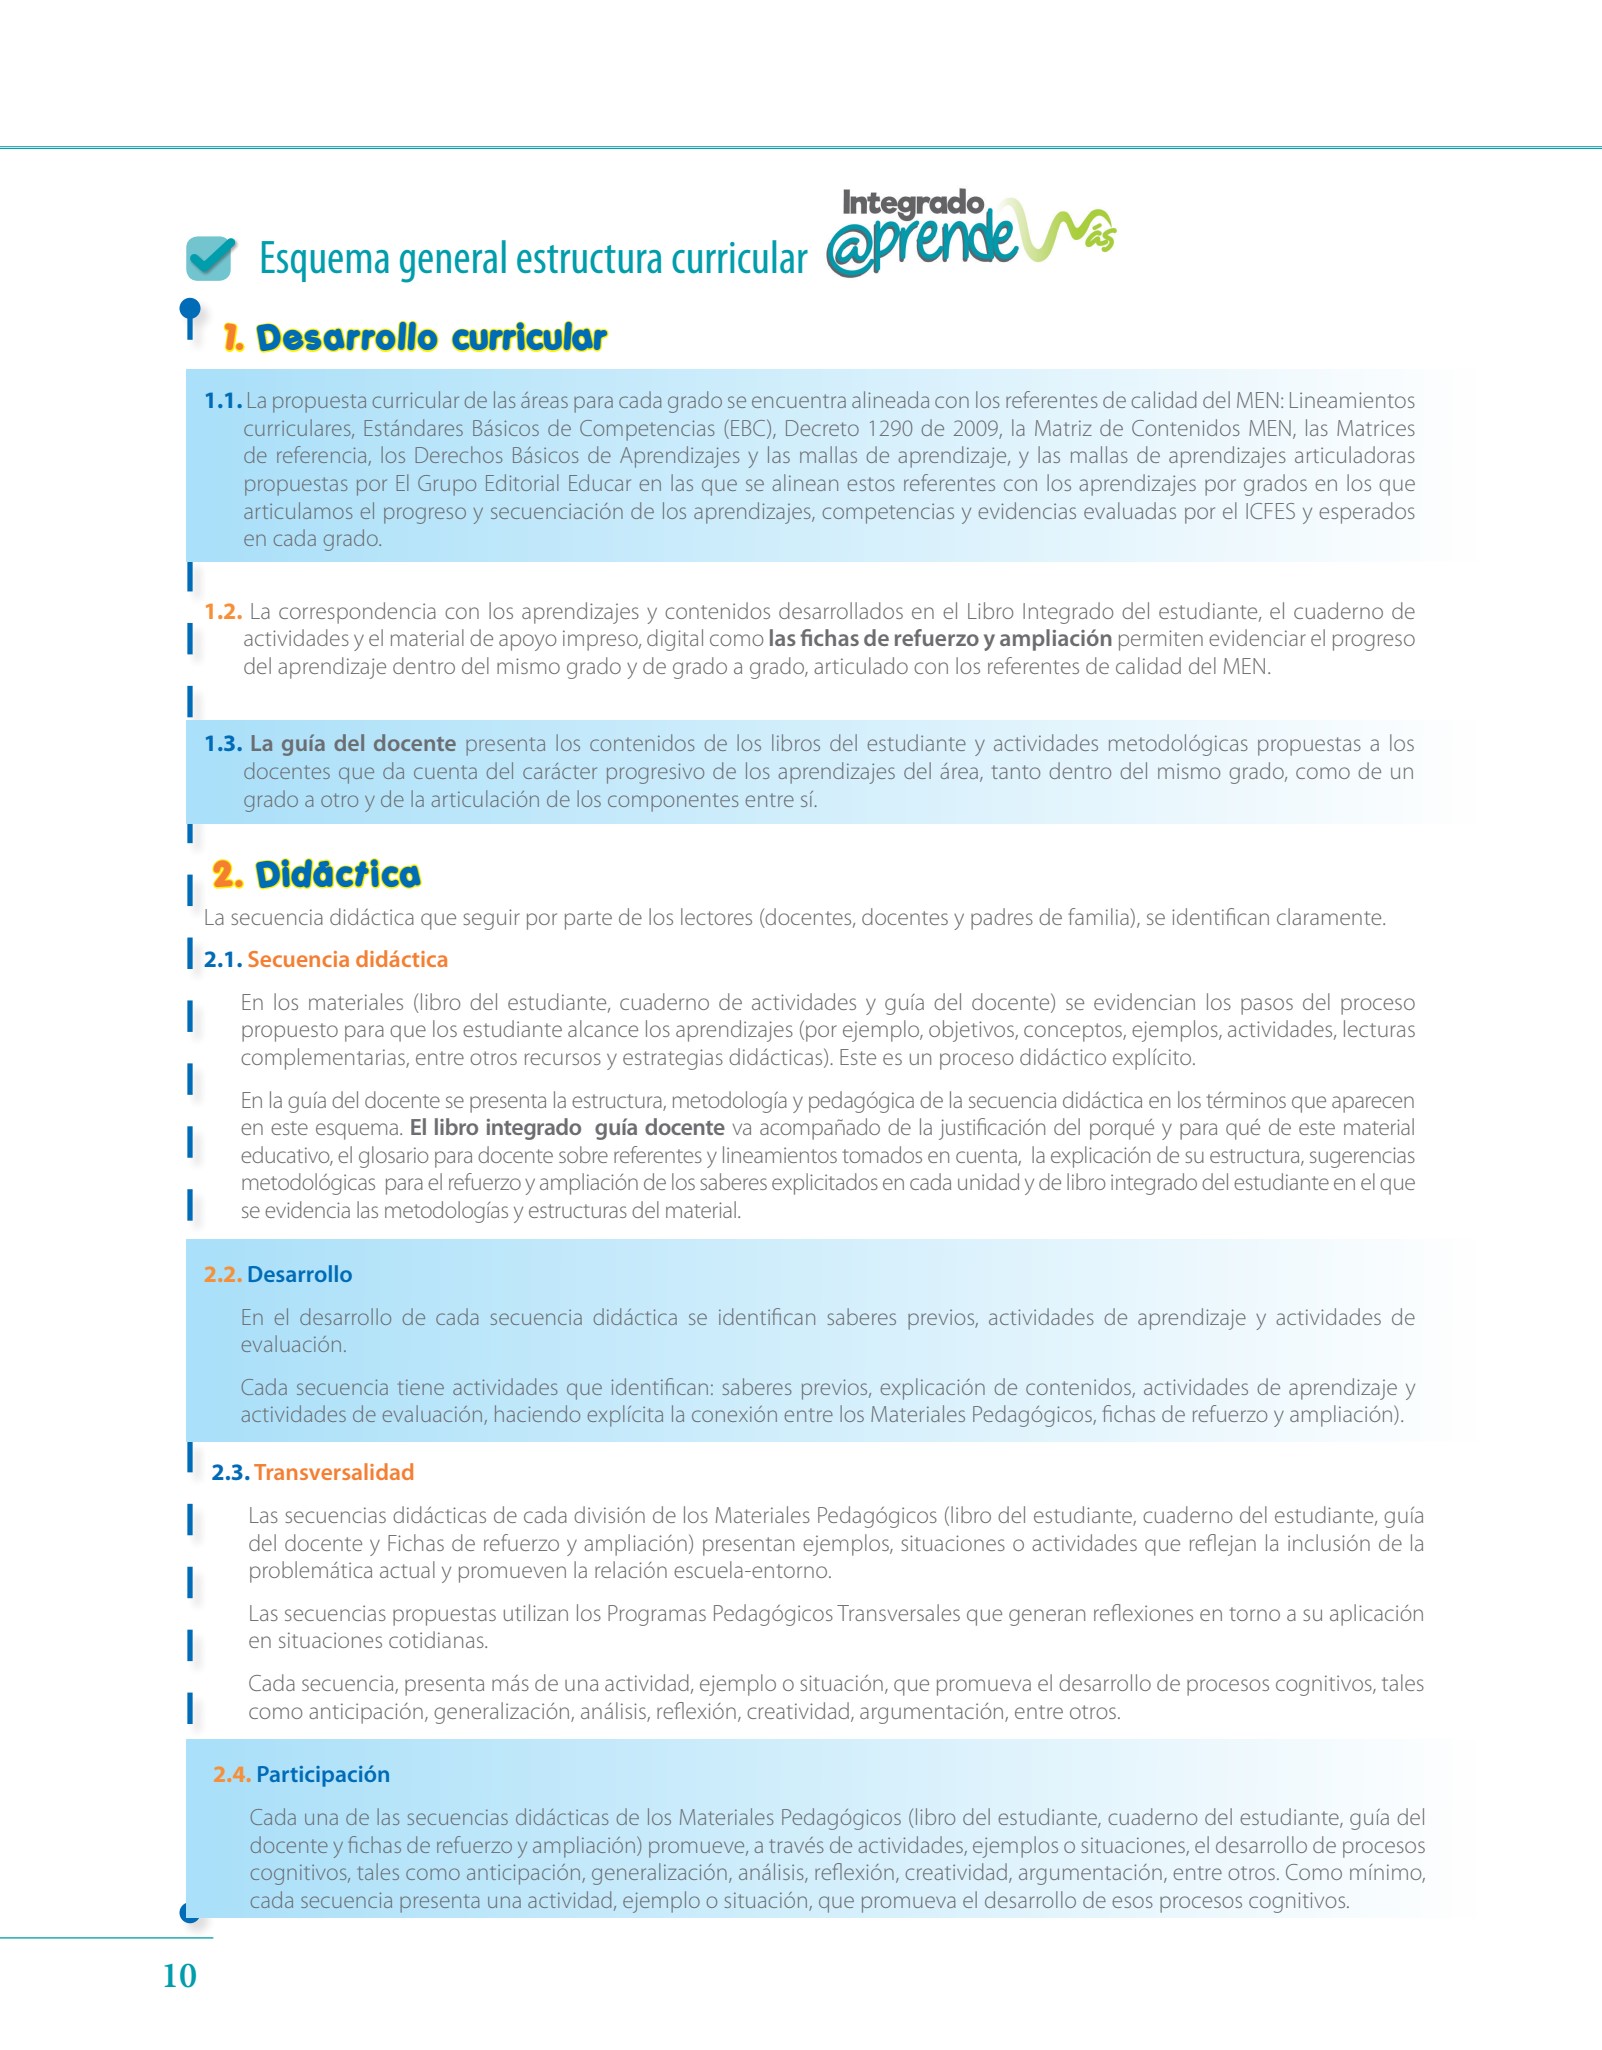 Integrado
@prende
más
Esquema general estructura curricular
1. Desarrollo curricular
1.1. La propuesta curricular de las áreas para cada grado se encuentra alineada con los referentes de calidad del MEN: Lineamientos
curriculares, Estándares Básicos de Competencias (EBC), Decreto 1290 de 2009, la Matriz de Contenidos MEN, las Matrices
de referencia, los Derechos Básicos de Aprendizajes y las mallas de aprendizaje, y las mallas de aprendizajes articuladoras
propuestas por El Grupo Editorial Educar en las que se alinean estos referentes con los aprendizajes por grados en los que
articulamos el progreso y secuenciación de los aprendizajes, competencias y evidencias evaluadas por el ICFES y esperados
en cada grado.
1.2. La correspondencia con los aprendizajes y contenidos desarrollados en el Libro Integrado del estudiante, el cuaderno de
actividades y el material de apoyo impreso, digital como las fichas de refuerzo y ampliación permiten evidenciar el progreso
del aprendizaje dentro del mismo grado y de grado a grado, articulado con los referentes de calidad del MEN.
1.3. La guía del docente presenta los contenidos de los libros del estudiante y actividades metodológicas propuestas a los
docentes que da cuenta del carácter progresivo de los aprendizajes del área, tanto dentro del mismo grado, como de un
grado a otro y de la articulación de los componentes entre sí.
2. Didáctica
La secuencia didáctica que seguir por parte de los lectores (docentes, docentes y padres de familia), se identifican claramente.
2.1. Secuencia didáctica
En los materiales (libro del estudiante, cuaderno de actividades y guía del docente) se evidencian los pasos del proceso
propuesto para que los estudiante alcance los aprendizajes (por ejemplo, objetivos, conceptos, ejemplos, actividades, lecturas
complementarias, entre otros recursos y estrategias didácticas). Este es un proceso didáctico explícito.
En la guía del docente se presenta la estructura, metodología y pedagógica de la secuencia didáctica en los términos que aparecen
en este esquema. El libro integrado guía docente va acompañado de la justificación del porqué y para qué de este material
educativo, el glosario para docente sobre referentes y lineamientos tomados en cuenta, la explicación de su estructura, sugerencias
metodológicas para el refuerzo y ampliación de los saberes explicitados en cada unidad y de libro integrado del estudiante en el que
se evidencia las metodologías y estructuras del material.
2.2. Desarrollo
En el desarrollo de cada secuencia didáctica se identifican saberes previos, actividades de aprendizaje y actividades de
evaluación.
Cada secuencia tiene actividades que identifican: saberes previos, explicación de contenidos, actividades de aprendizaje y
actividades de evaluación, haciendo explícita la conexión entre los Materiales Pedagógicos, fichas de refuerzo y ampliación).
2.3. Transversalidad
Las secuencias didácticas de cada división de los Materiales Pedagógicos (libro del estudiante, cuaderno del estudiante, guía
del docente y Fichas de refuerzo y ampliación) presentan ejemplos, situaciones o actividades que reflejan la inclusión de la
problemática actual y promueven la relación escuela-entorno.
Las secuencias propuestas utilizan los Programas Pedagógicos Transversales que generan reflexiones en torno a su aplicación
en situaciones cotidianas.
Cada secuencia, presenta más de una actividad, ejemplo o situación, que promueva el desarrollo de procesos cognitivos, tales
como anticipación, generalización, análisis, reflexión, creatividad, argumentación, entre otros.
2.4. Participación
Cada una de las secuencias didácticas de los Materiales Pedagógicos (libro del estudiante, cuaderno del estudiante, guía del
docente y fichas de refuerzo y ampliación) promueve, a través de actividades, ejemplos o situaciones, el desarrollo de procesos
cognitivos, tales como anticipación, generalización, análisis, reflexión, creatividad, argumentación, entre otros. Como mínimo,
cada secuencia presenta una actividad, ejemplo o situación, que promueva el desarrollo de esos procesos cognitivos.
10